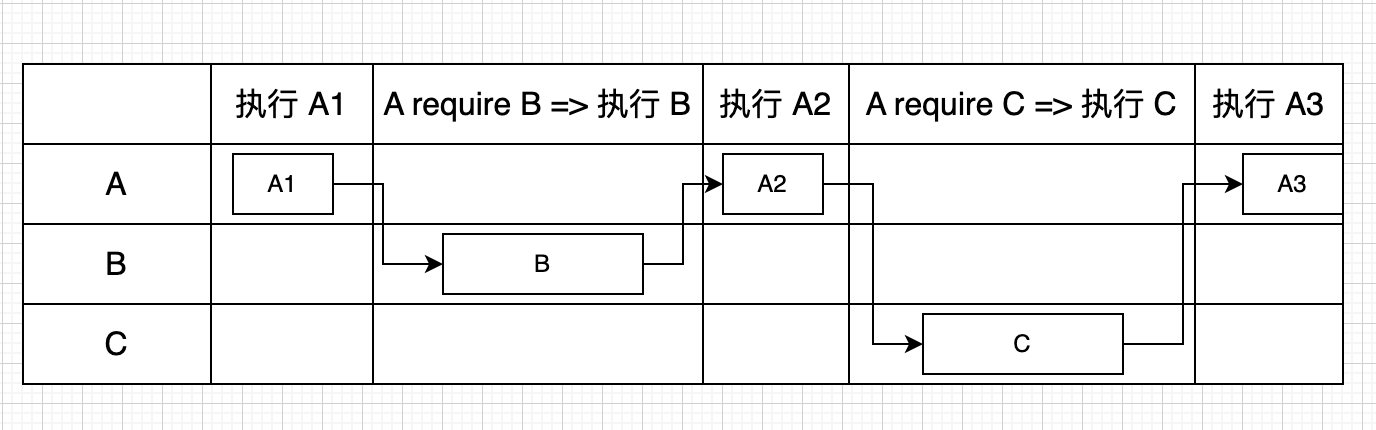 执行 A1
A require B => 执行 B
执行 A2
A require C => 执行 C
执行 A3
A
A1
A2
A3
B
B
C
C